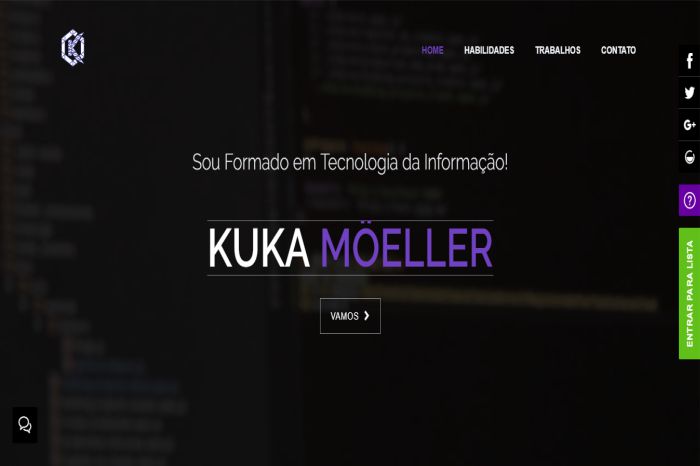 HOME HABILIDADES TRABALHOS CONTATO
Sou Formado em Tecnologia da Informação!
KUKA MÖELLER
VAMOS
ENTRAR PARA LISTA